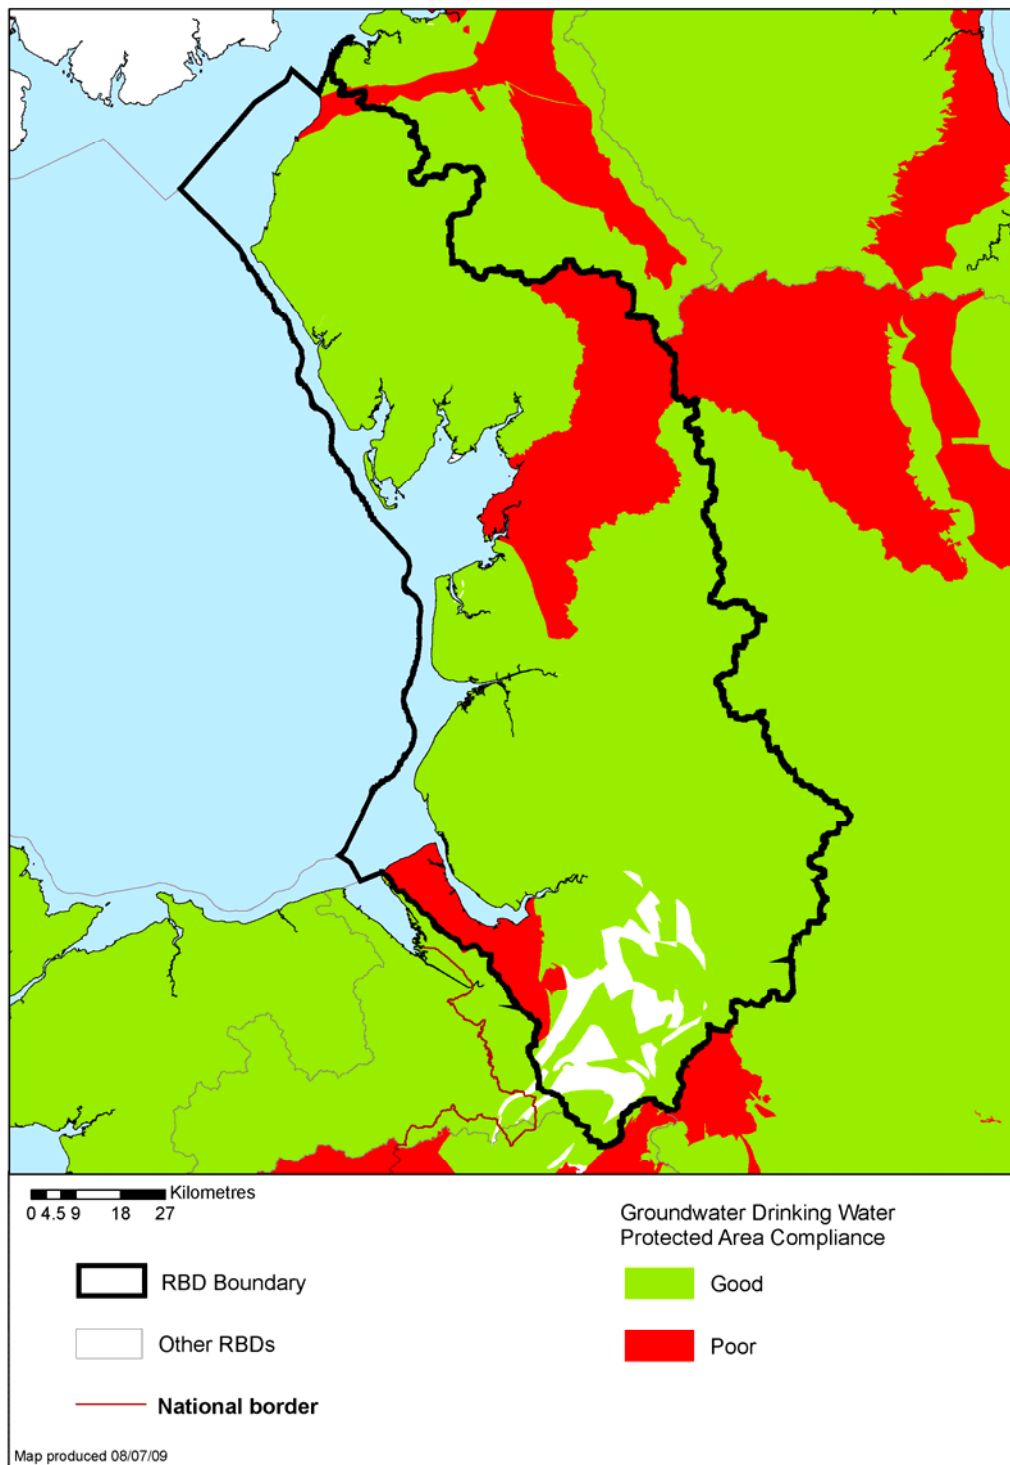 Kilometres
0 4.5 9 18 27
Groundwater Drinking Water
Protected Area Compliance
RBD Boundary
Good
Other RBDs
Poor
National border
Map produced 08/07/09